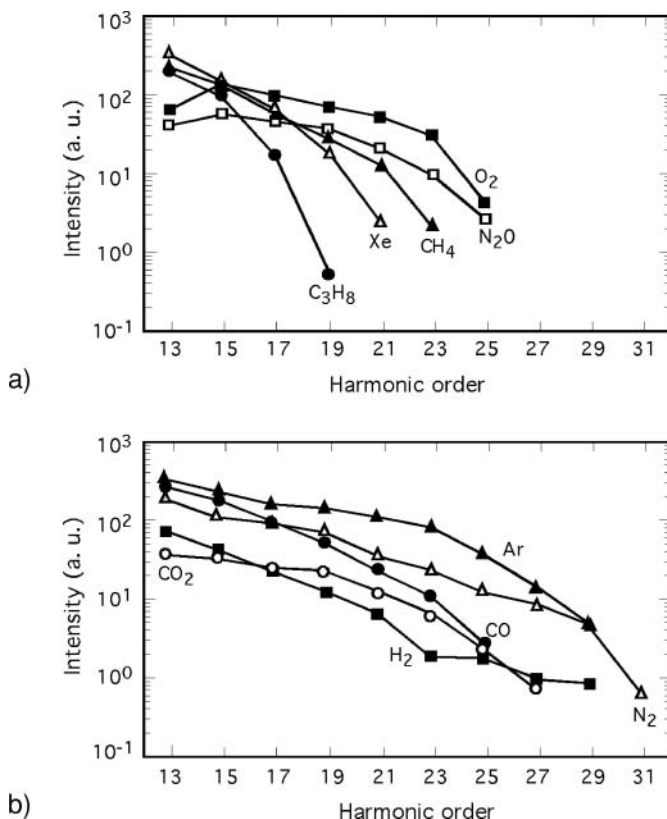 10³
10²
10¹
10⁰
10⁻¹
Intensity (a. u.)
O₂
N₂O
Xe
CH₄
C₃H₈
13 15 17 19 21 23 25 27 29 31
Harmonic order
a)
10³
10²
10¹
10⁰
10⁻¹
Intensity (a. u.)
Ar
CO₂
CO
H₂
N₂
13 15 17 19 21 23 25 27 29 31
Harmonic order
b)